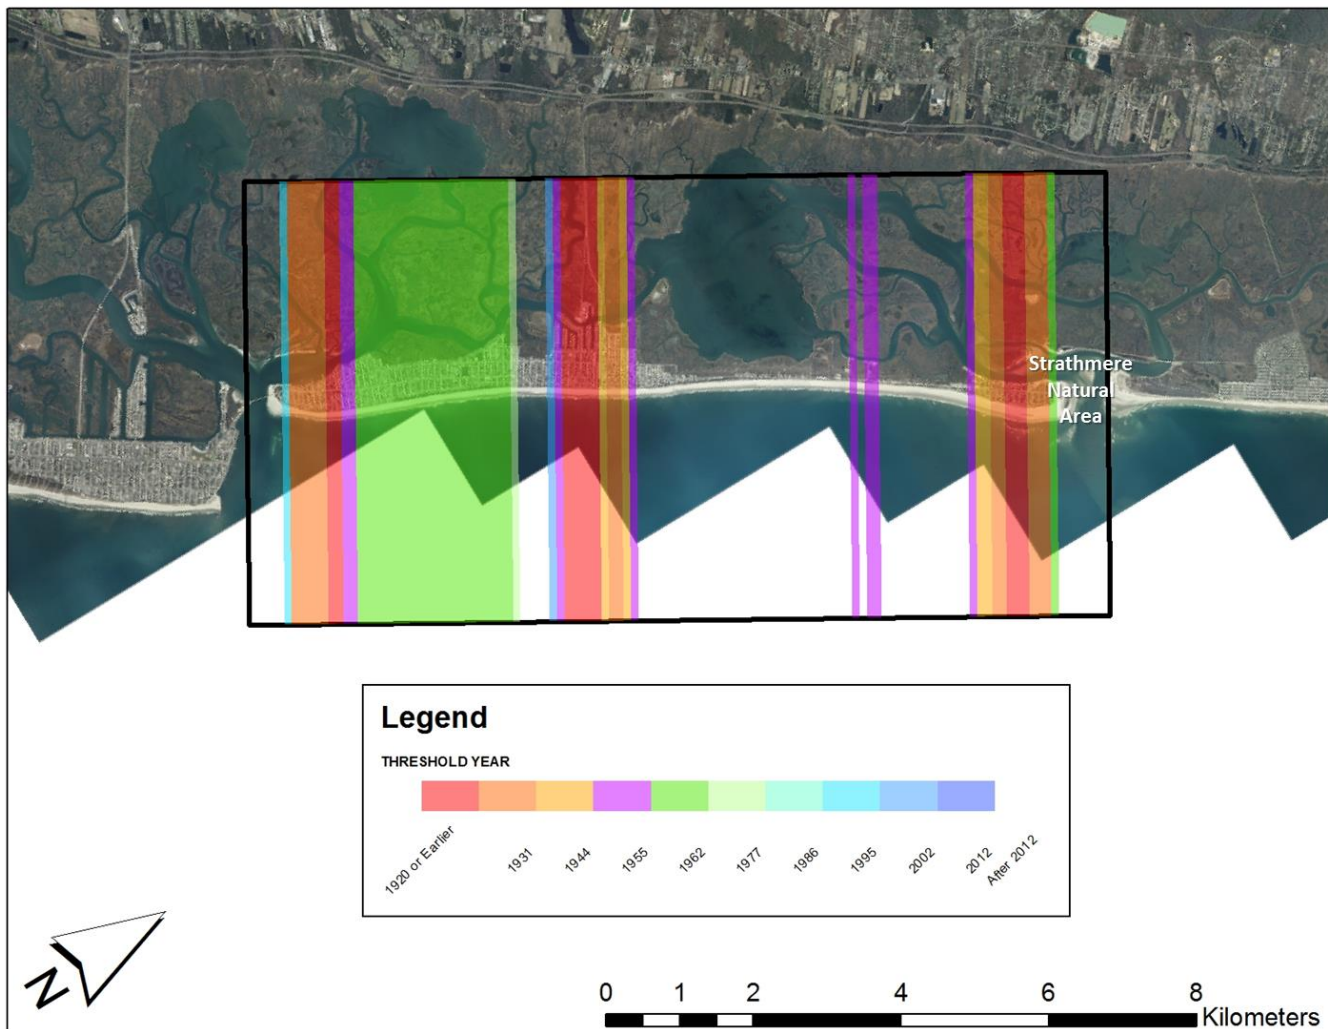 Strathmere
Natural
Area
Legend
THRESHOLD YEAR
1920 or Earlier
1931
1944
1955
1962
1977
1986
1995
2002
2012
After 2012
N
0 1 2 4 6 8
Kilometers